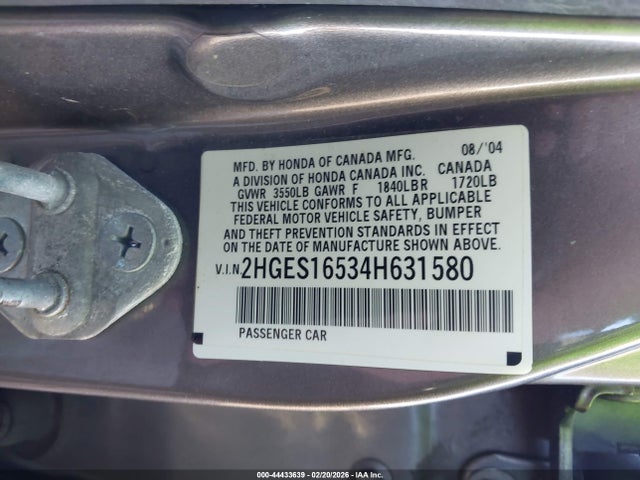 MFD. BY HONDA OF CANADA MFG. 08/'04
A DIVISION OF HONDA CANADA INC. CANADA
GVWR 3550LB GAWR F 1840LB R 1720LB
THIS VEHICLE CONFORMS TO ALL APPLICABLE
FEDERAL MOTOR VEHICLE SAFETY, BUMPER
AND THEFT PREVENTION STANDARDS IN EFFECT
ON THE DATE OF MANUFACTURE SHOWN ABOVE.
V.I.N. 2HGES16534H631580
PASSENGER CAR
000-44433639 - 02/20/2026 - IAA Inc.